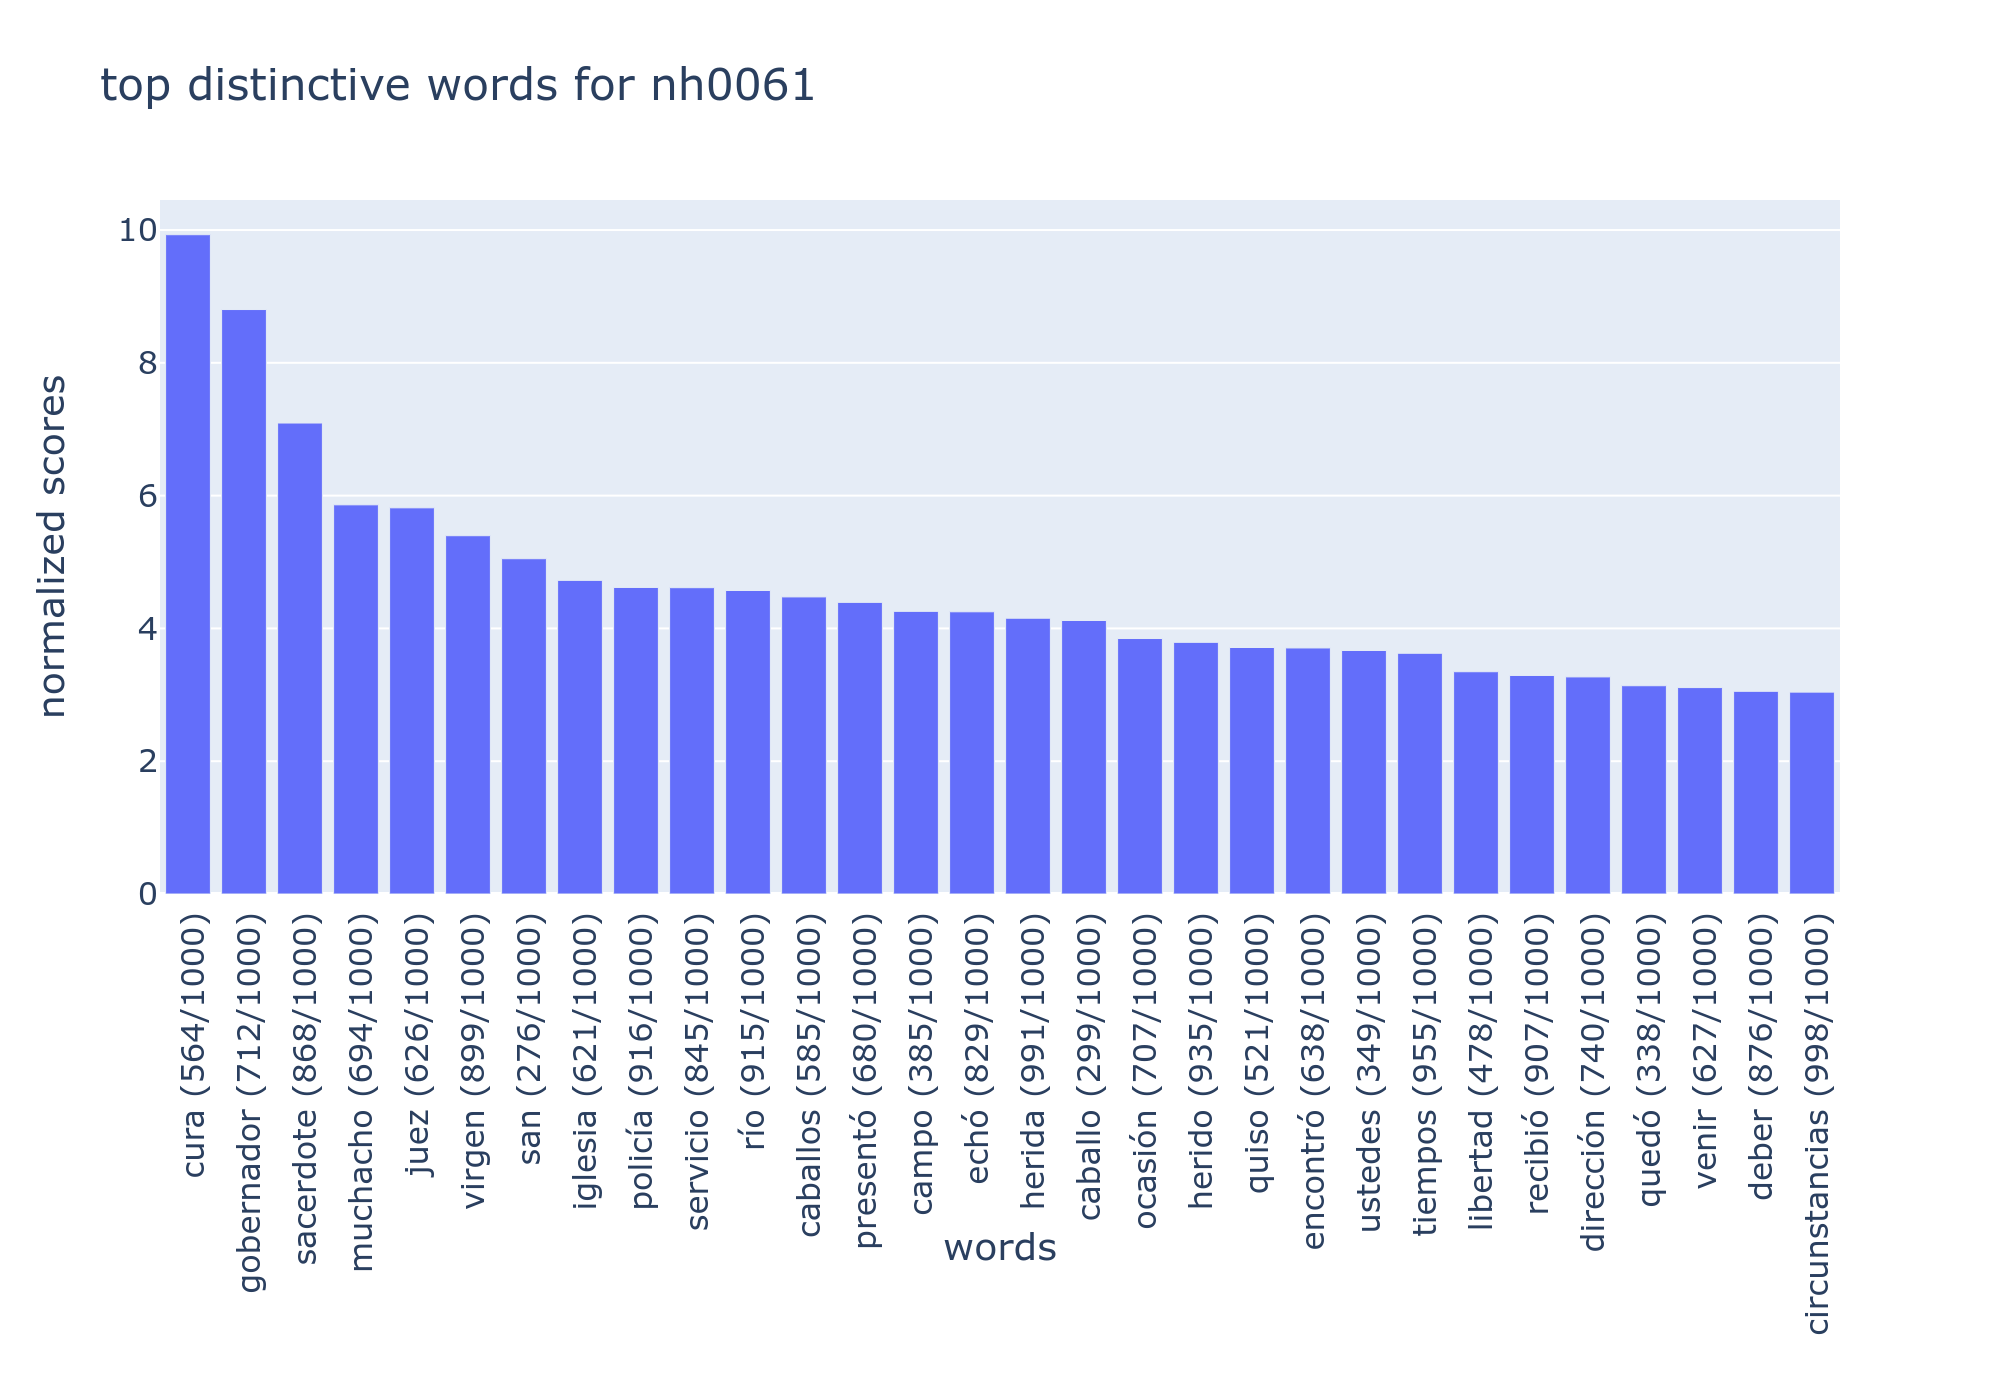 top distinctive words for nh0061
normalized scores
10
8
6
4
2
0
cura (564/1000)
gobernador (712/1000)
sacerdote (868/1000)
muchacho (694/1000)
juez (626/1000)
virgen (899/1000)
san (276/1000)
iglesia (621/1000)
policía (916/1000)
servicio (845/1000)
río (915/1000)
caballos (585/1000)
presentó (680/1000)
campo (385/1000)
echó (829/1000)
herida (991/1000)
caballo (299/1000)
ocasión (707/1000)
herido (935/1000)
quiso (521/1000)
encontró (638/1000)
ustedes (349/1000)
tiempos (955/1000)
libertad (478/1000)
recibió (907/1000)
dirección (740/1000)
quedó (338/1000)
venir (627/1000)
deber (876/1000)
circunstancias (998/1000)
words